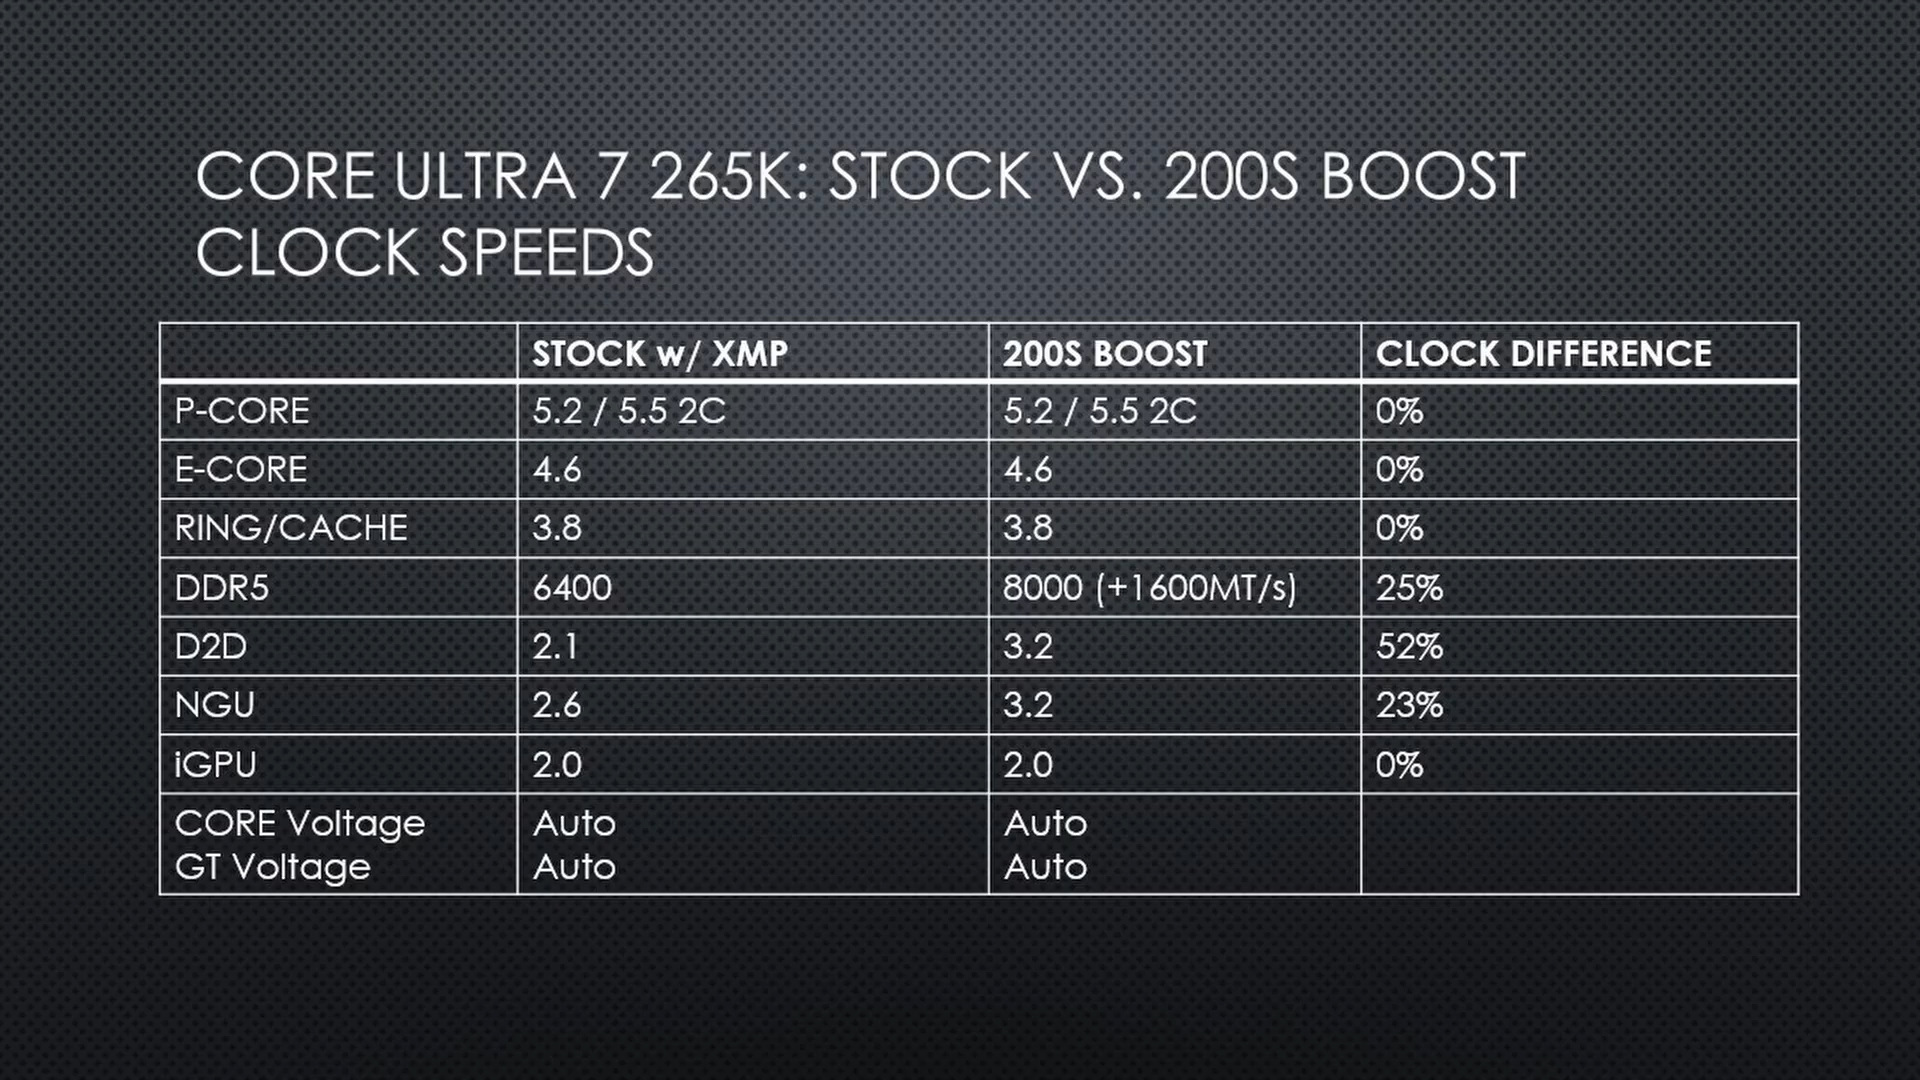 CORE ULTRA 7 265K: STOCK VS. 200S BOOST
CLOCK SPEEDS
STOCK w/ XMP 200S BOOST CLOCK DIFFERENCE
P-CORE 5.2 / 5.5 2C 5.2 / 5.5 2C 0%
E-CORE 4.6 4.6 0%
RING/CACHE 3.8 3.8 0%
DDR5 6400 8000 (+1600MT/s) 25%
D2D 2.1 3.2 52%
NGU 2.6 3.2 23%
iGPU 2.0 2.0 0%
CORE Voltage Auto Auto
GT Voltage Auto Auto